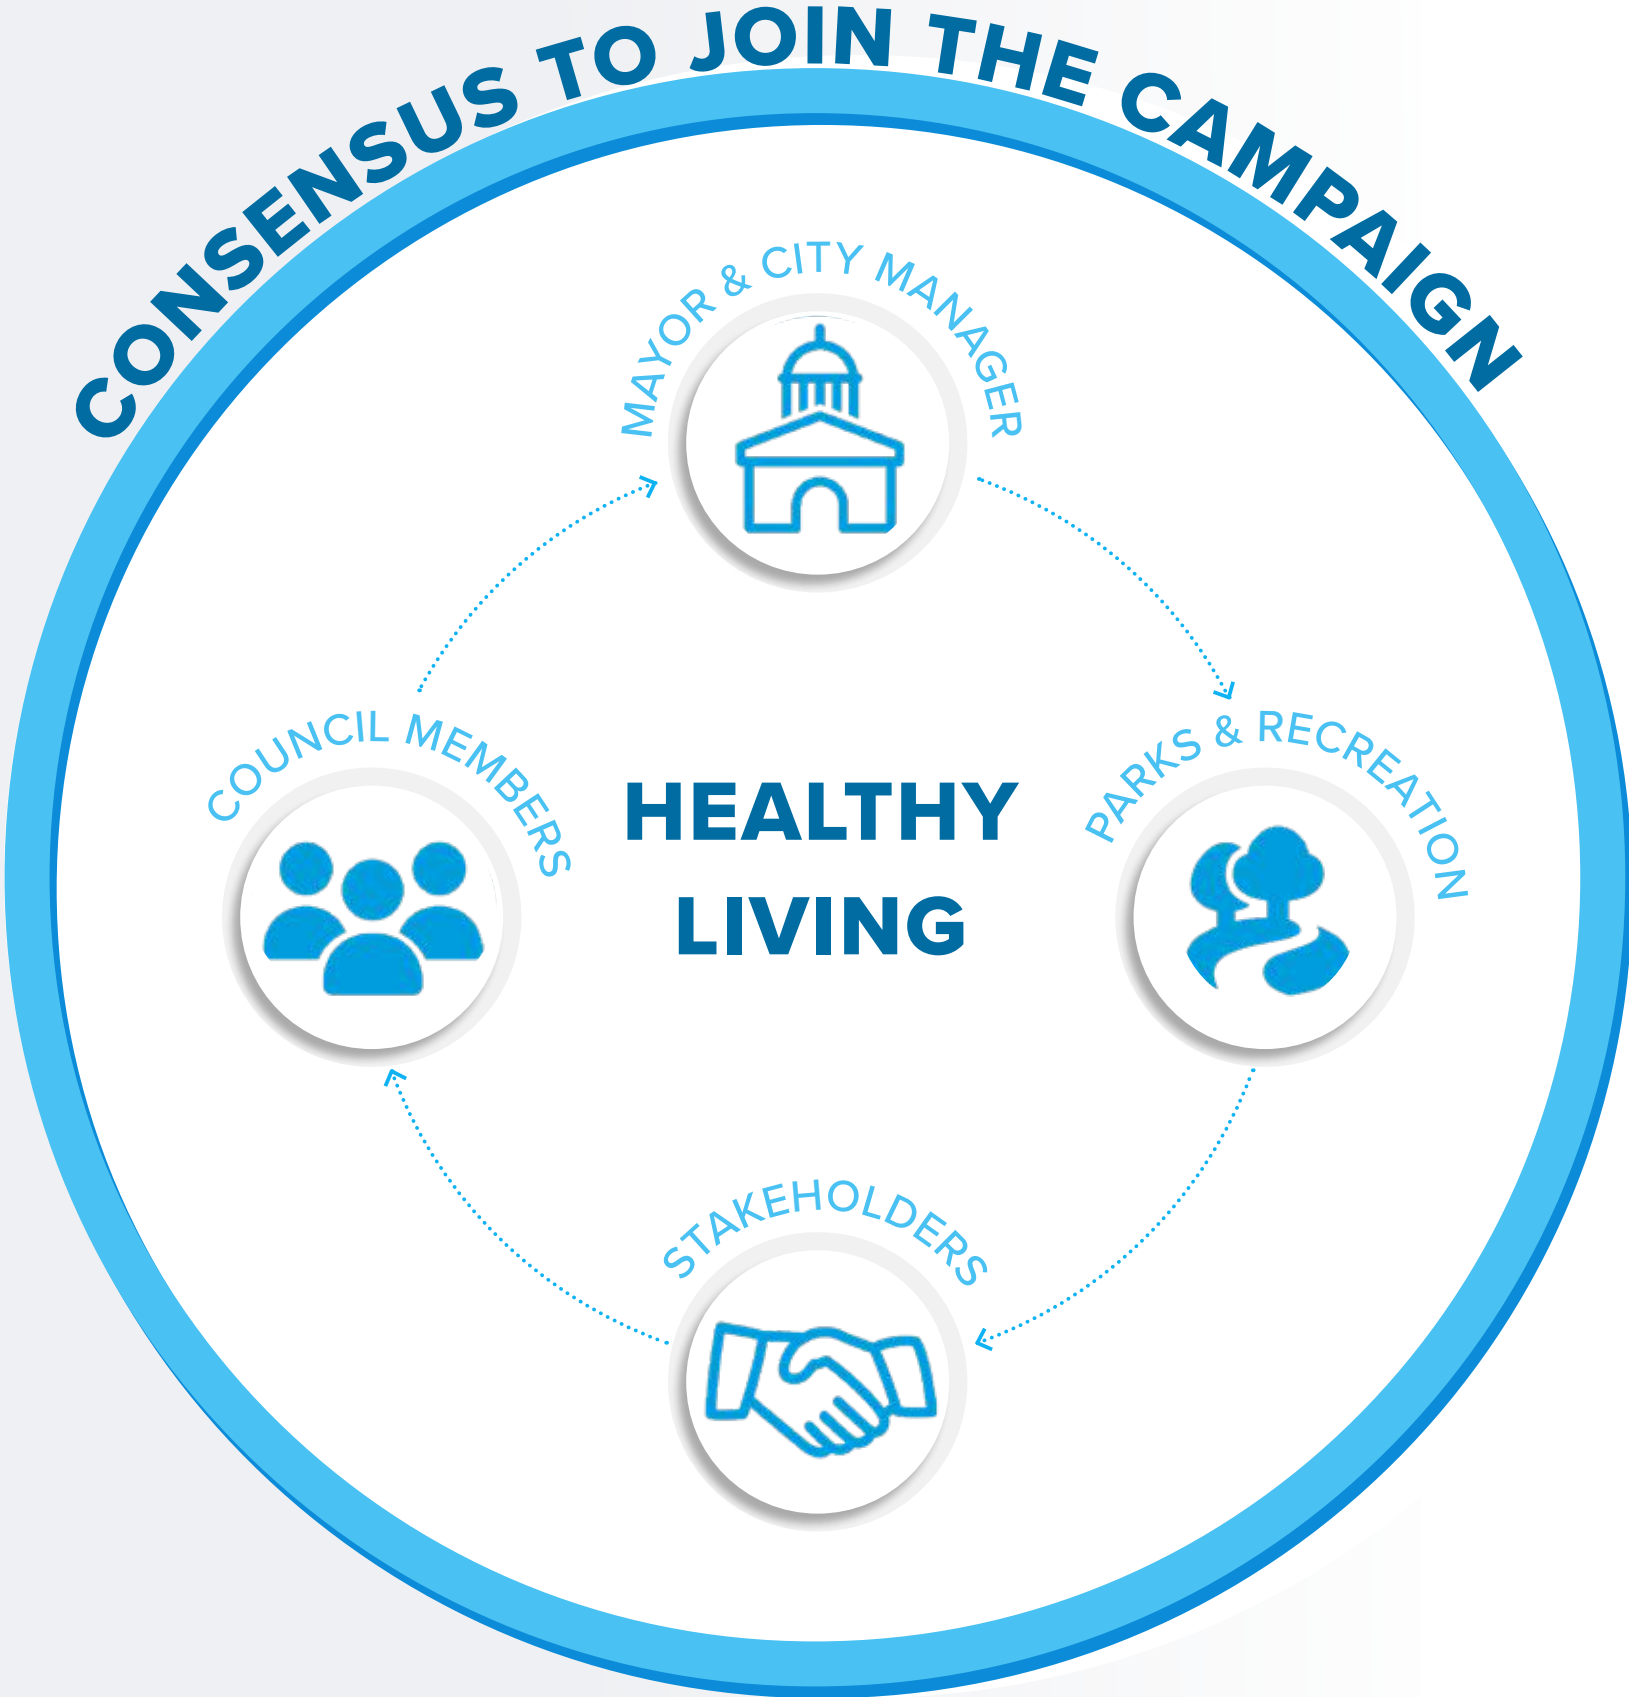 CONSENSUS TO JOIN THE CAMPAIGN
MAYOR & CITY MANAGER
COUNCIL MEMBERS
HEALTHY
LIVING
PARKS & RECREATION
STAKEHOLDERS